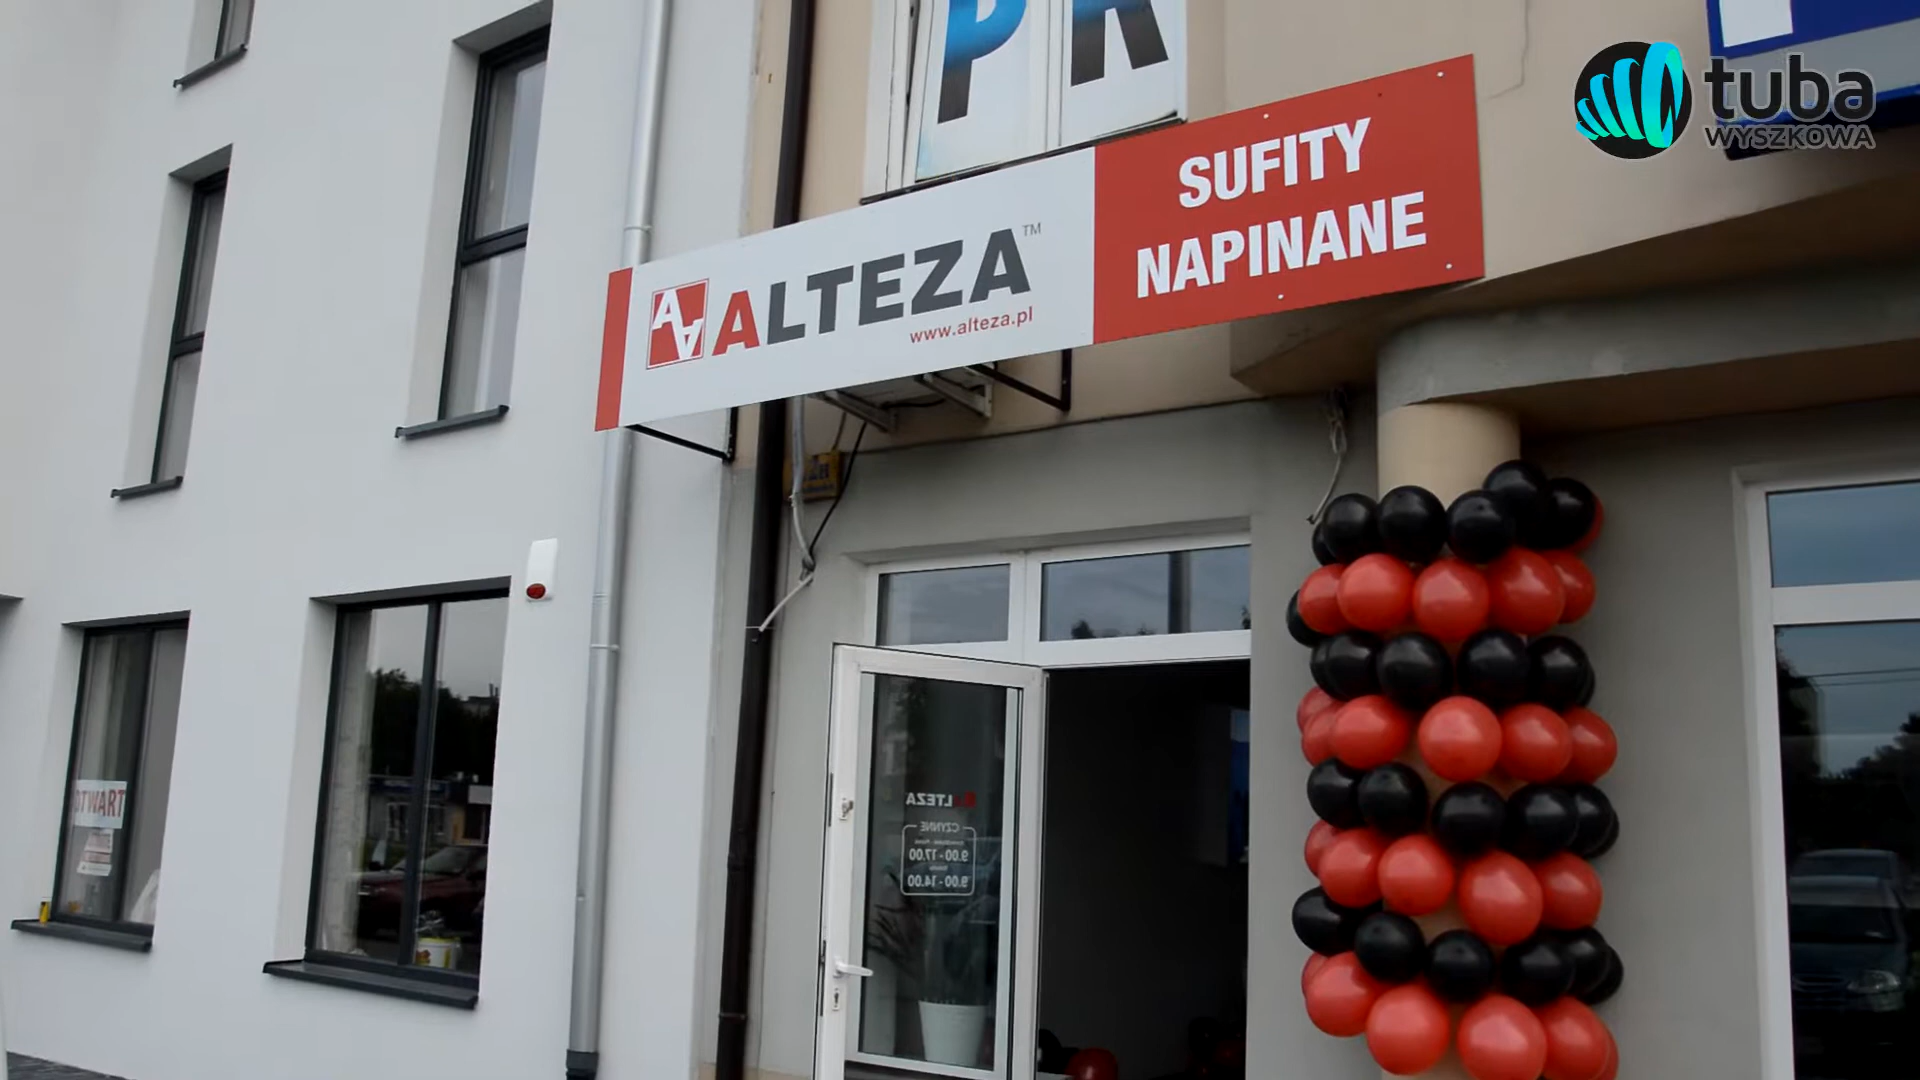 PR
tuba
WYSZKOWA
ALTEZA™
www.alteza.pl
SUFITY
NAPINANE
OTWART
ALTEZA
CZYNNE
9.00 - 17.00
9.00 - 14.00